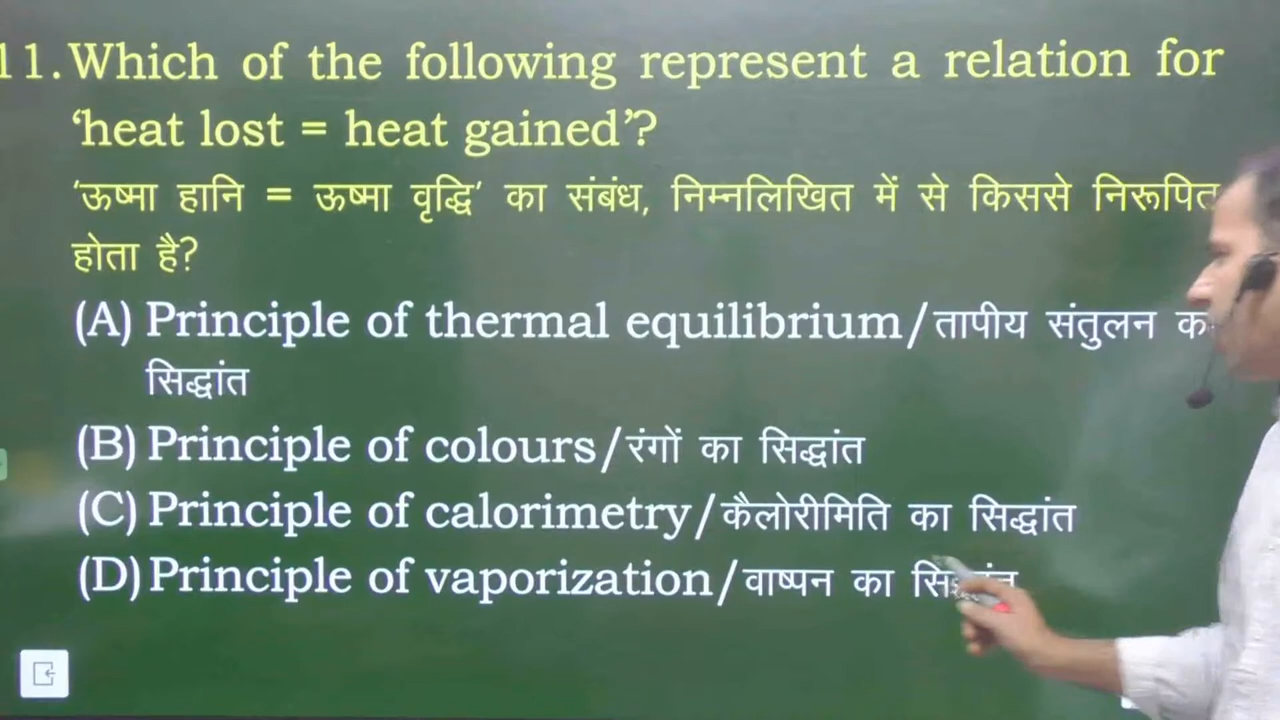 11. Which of the following represent a relation for
‘heat lost = heat gained’?
‘ऊष्मा हानि = ऊष्मा वृद्धि’ का संबंध, निम्नलिखित में से किससे निरूपित
होता है?
(A) Principle of thermal equilibrium/तापीय संतुलन
सिद्धांत
(B) Principle of colours/रंगों का सिद्धांत
(C) Principle of calorimetry/कैलोरीमिति का सिद्धांत
(D) Principle of vaporization/वाष्पन का